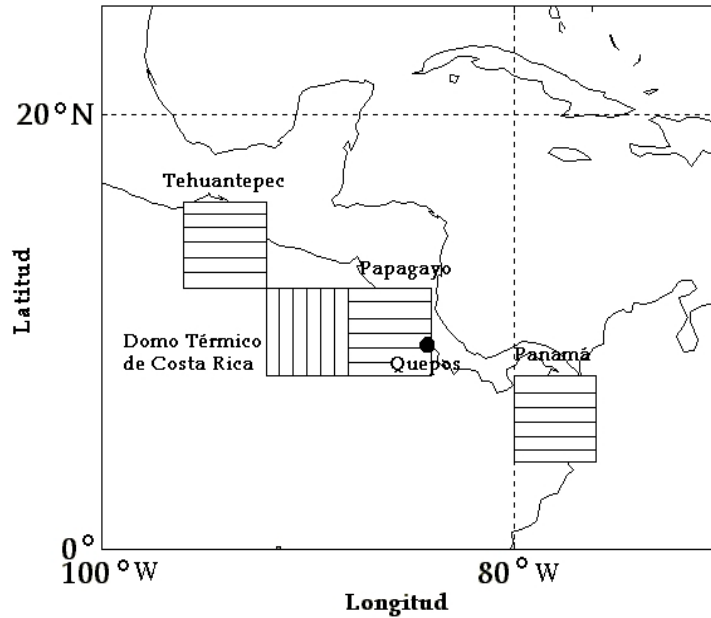 20°N
Tehuantepec
Papagayo
Latitud
Domo Térmico
de Costa Rica
Quepos
Panamá
0°
100°W
80°W
Longitud